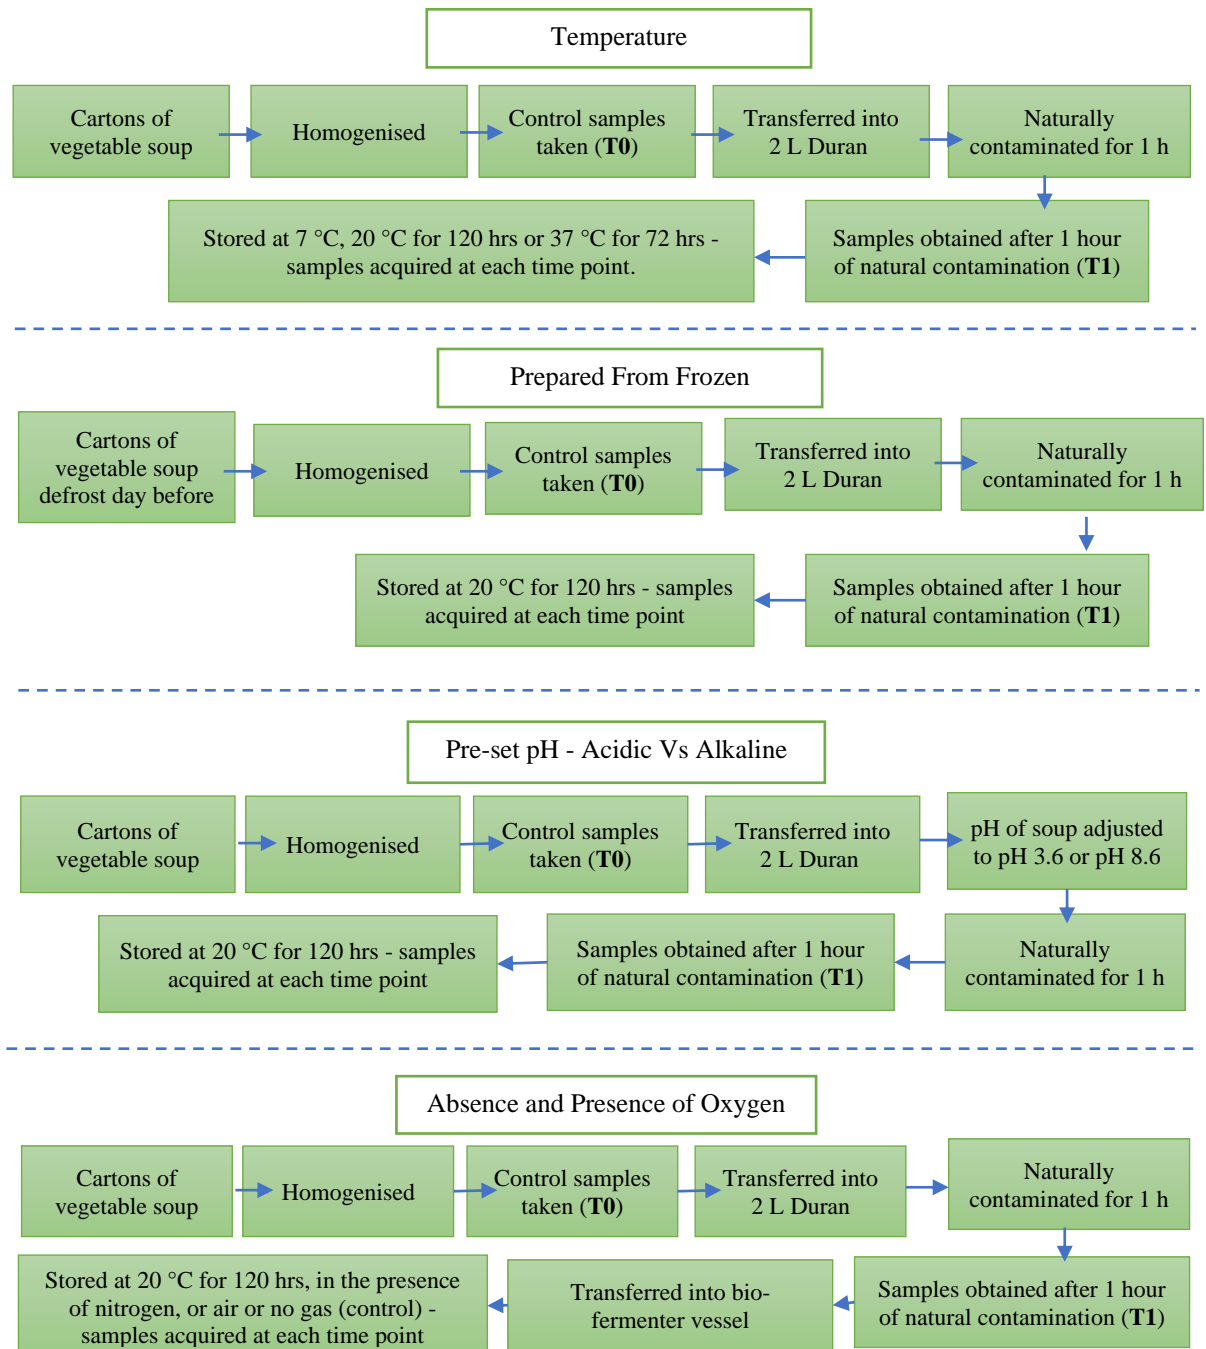 Temperature
Cartons of
vegetable soup
Homogenised
Control samples
taken (T0)
Transferred into
2 L Duran
Naturally
contaminated for 1 h
Samples obtained after 1 hour
of natural contamination (T1)
Stored at 7 °C, 20 °C for 120 hrs or 37 °C for 72 hrs -
samples acquired at each time point.
Prepared From Frozen
Cartons of
vegetable soup
defrost day before
Homogenised
Control samples
taken (T0)
Transferred into
2 L Duran
Naturally
contaminated for 1 h
Samples obtained after 1 hour
of natural contamination (T1)
Stored at 20 °C for 120 hrs - samples
acquired at each time point
Pre-set pH - Acidic Vs Alkaline
Cartons of
vegetable soup
Homogenised
Control samples
taken (T0)
Transferred into
2 L Duran
pH of soup adjusted
to pH 3.6 or pH 8.6
Naturally
contaminated for 1 h
Samples obtained after 1 hour
of natural contamination (T1)
Stored at 20 °C for 120 hrs - samples
acquired at each time point
Absence and Presence of Oxygen
Cartons of
vegetable soup
Homogenised
Control samples
taken (T0)
Transferred into
2 L Duran
Naturally
contaminated for 1 h
Samples obtained after 1 hour
of natural contamination (T1)
Transferred into bio-
fermenter vessel
Stored at 20 °C for 120 hrs, in the presence
of nitrogen, or air or no gas (control) -
samples acquired at each time point